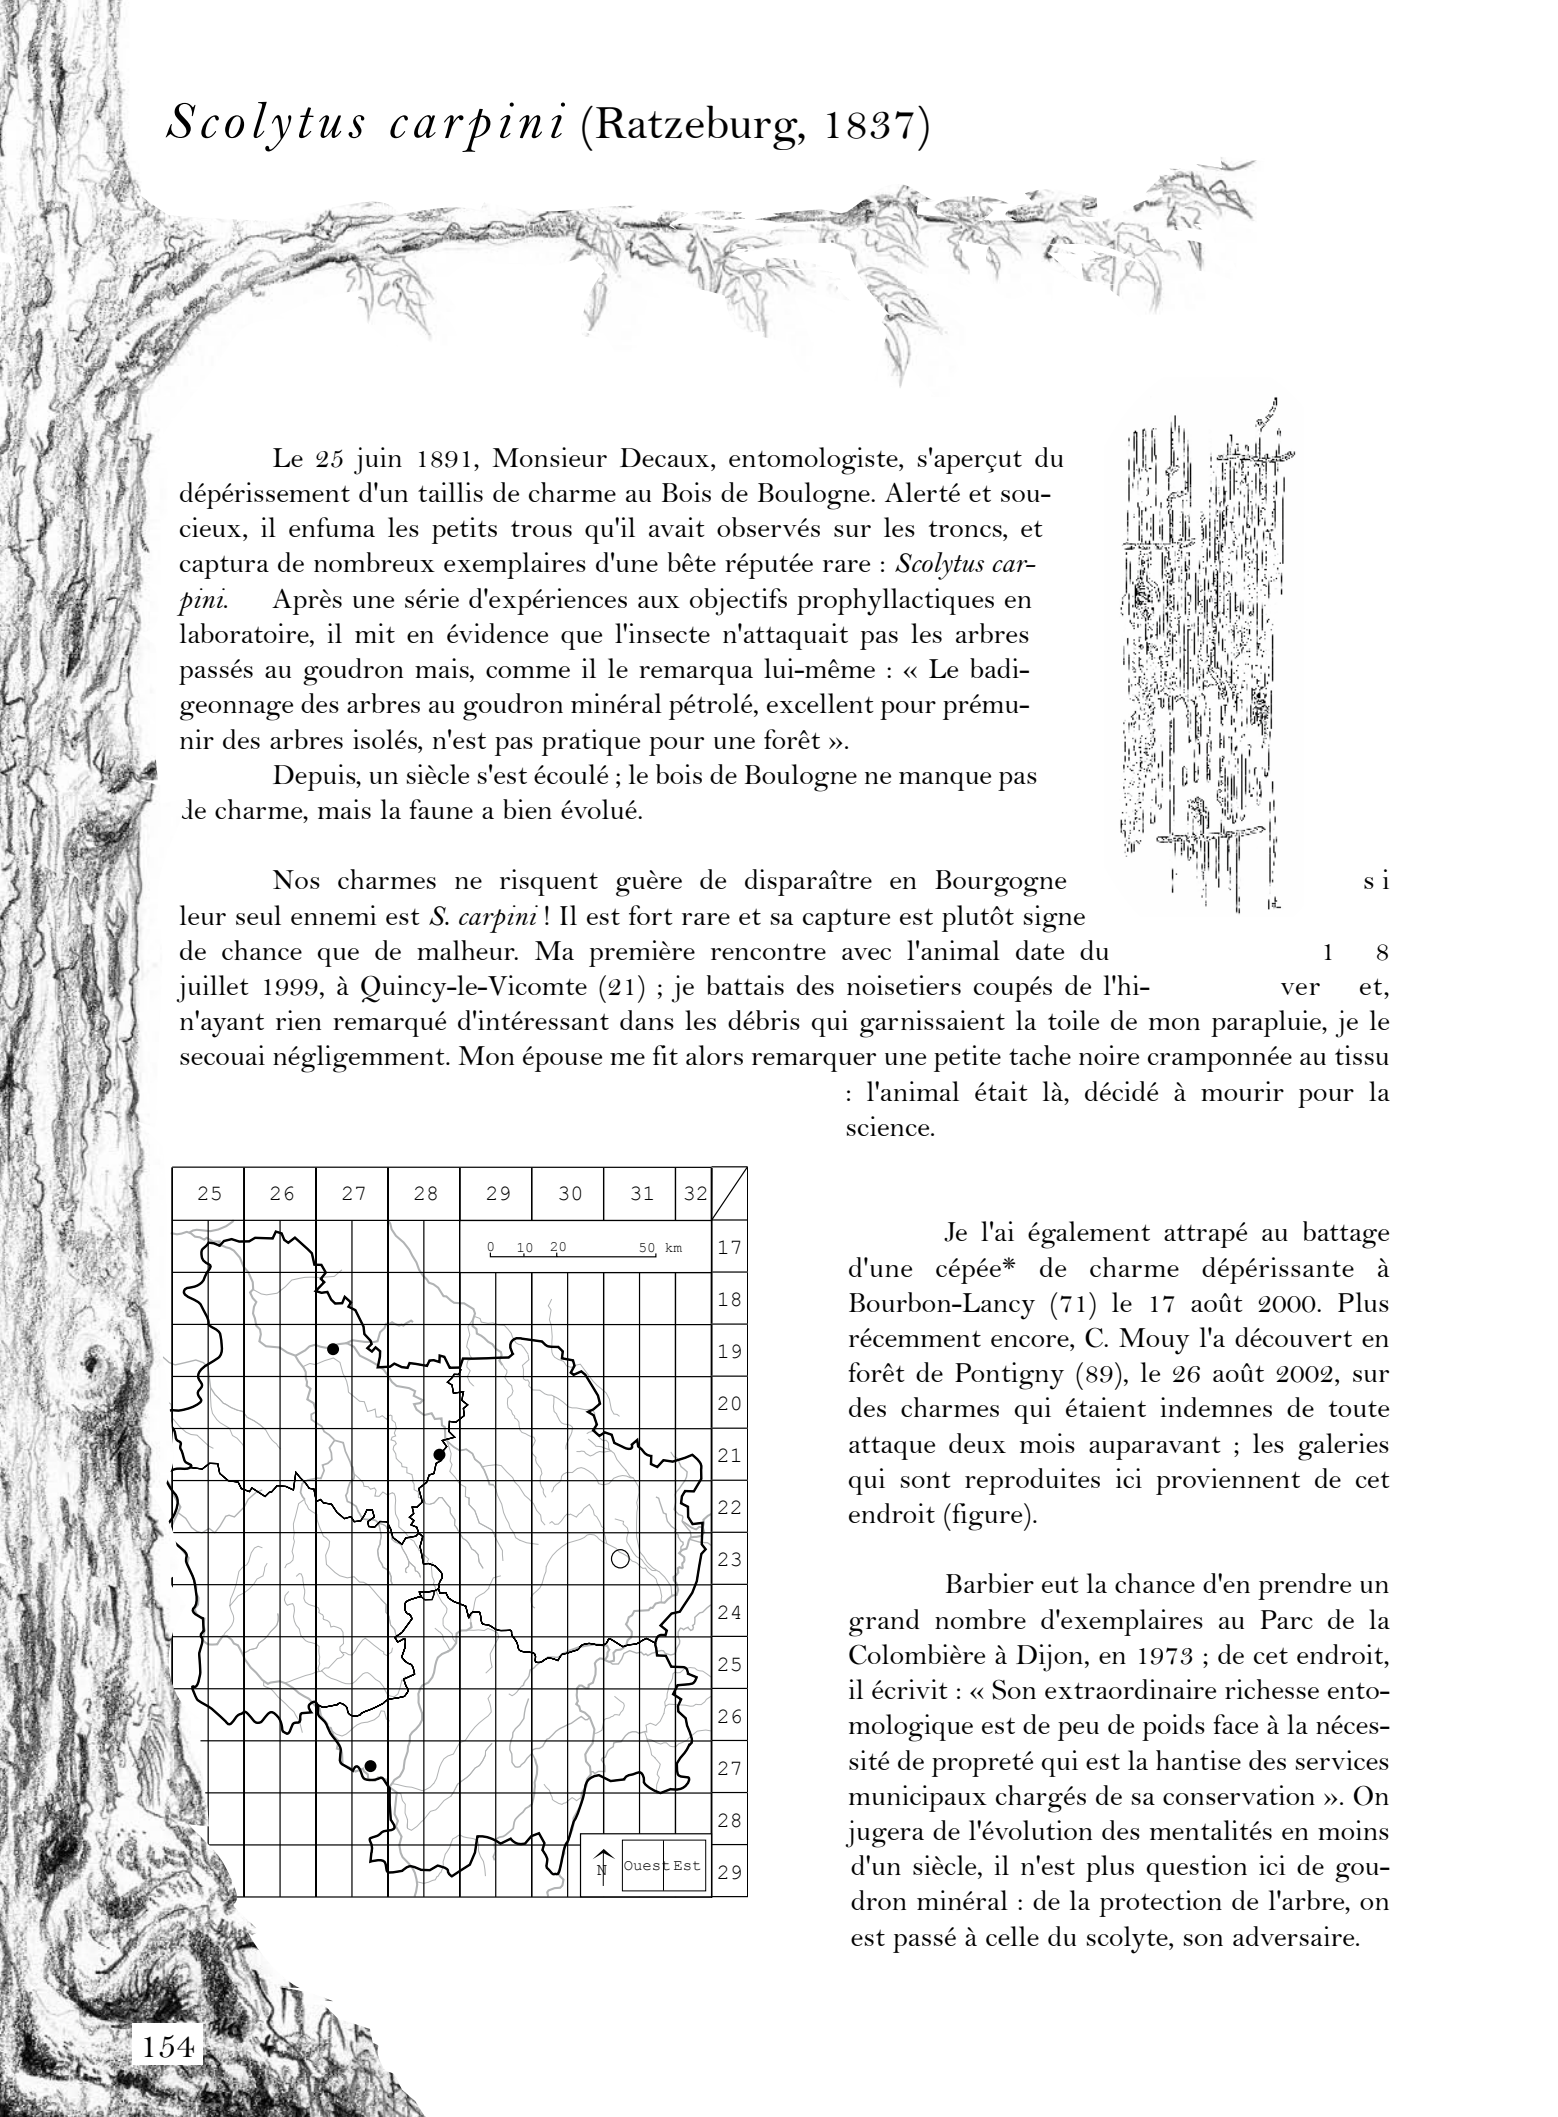 Scolytus carpini (Ratzeburg, 1837)
Le 25 juin 1891, Monsieur Decaux, entomologiste, s'aperçut du
dépérissement d'un taillis de charme au Bois de Boulogne. Alerté et sou-
cieux, il enfuma les petits trous qu'il avait observés sur les troncs, et
captura de nombreux exemplaires d'une bête réputée rare : Scolytus car-
pini. Après une série d'expériences aux objectifs prophyllactiques en
laboratoire, il mit en évidence que l'insecte n'attaquait pas les arbres
passés au goudron mais, comme il le remarqua lui-même : « Le badi-
geonnage des arbres au goudron minéral pétrolé, excellent pour prému-
nir des arbres isolés, n'est pas pratique pour une forêt ».
Depuis, un siècle s'est écoulé ; le bois de Boulogne ne manque pas
de charme, mais la faune a bien évolué.
Nos charmes ne risquent guère de disparaître en Bourgogne si
leur seul ennemi est S. carpini ! Il est fort rare et sa capture est plutôt signe
de chance que de malheur. Ma première rencontre avec l'animal date du 18
juillet 1999, à Quincy-le-Vicomte (21) ; je battais des noisetiers coupés de l'hi- ver et,
n'ayant rien remarqué d'intéressant dans les débris qui garnissaient la toile de mon parapluie, je le
secouai négligemment. Mon épouse me fit alors remarquer une petite tache noire cramponnée au tissu
: l'animal était là, décidé à mourir pour la
science.
25 26 27 28 29 30 31 32
0 10 20 50 km
17
18
19
20
21
22
23
24
25
26
27
28
29
N Ouest Est
Je l'ai également attrapé au battage
d'une cépée* de charme dépérissante à
Bourbon-Lancy (71) le 17 août 2000. Plus
récemment encore, C. Mouy l'a découvert en
forêt de Pontigny (89), le 26 août 2002, sur
des charmes qui étaient indemnes de toute
attaque deux mois auparavant ; les galeries
qui sont reproduites ici proviennent de cet
endroit (figure).
Barbier eut la chance d'en prendre un
grand nombre d'exemplaires au Parc de la
Colombière à Dijon, en 1973 ; de cet endroit,
il écrivit : « Son extraordinaire richesse ento-
mologique est de peu de poids face à la néces-
sité de propreté qui est la hantise des services
municipaux chargés de sa conservation ». On
jugera de l'évolution des mentalités en moins
d'un siècle, il n'est plus question ici de gou-
dron minéral : de la protection de l'arbre, on
est passé à celle du scolyte, son adversaire.
154